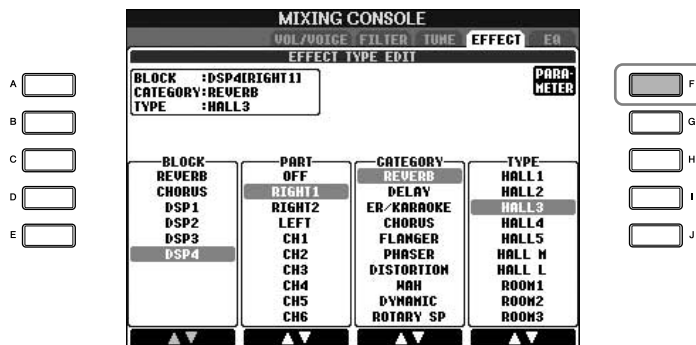 MIXING CONSOLE
VOL/VOICE FILTER TUNE EFFECT EQ
EFFECT TYPE EDIT
BLOCK :DSP4[RIGHT1]
CATEGORY:REVERB
TYPE :HALL3
PARA-
METER
A
B
C
D
E
F
G
H
I
J
BLOCK
REVERB
CHORUS
DSP1
DSP2
DSP3
DSP4
PART
OFF
RIGHT1
RIGHT2
LEFT
CH1
CH2
CH3
CH4
CH5
CH6
CATEGORY
REVERB
DELAY
ER/KARAOKE
CHORUS
FLANGER
PHASER
DISTORTION
WAH
DYNAMIC
ROTARY SP
TYPE
HALL1
HALL2
HALL3
HALL4
HALL5
HALL M
HALL L
ROOM1
ROOM2
ROOM3